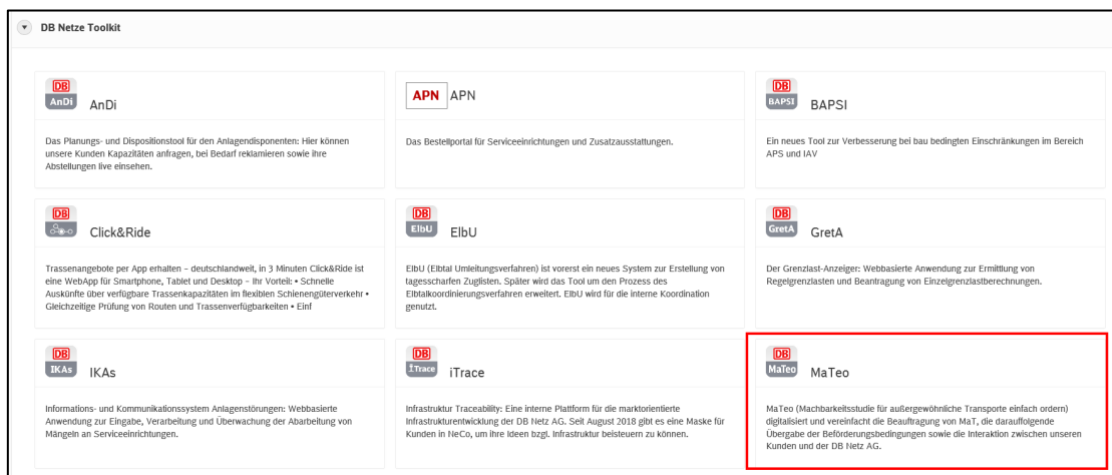 DB Netze Toolkit
DB
AnDi
AnDi
Das Planungs- und Dispositionstool für den Anlagendisponenten: Hier können
unsere Kunden Kapazitäten anfragen, bei Bedarf reklamieren sowie ihre
Abstellungen live einsehen.
APN
APN
Das Bestellportal für Serviceeinrichtungen und Zusatzausstattungen.
DB
BAPSI
BAPSI
Ein neues Tool zur Verbesserung bei bau bedingten Einschränkungen im Bereich
APS und IAV
DB
Click&Ride
Trassenangebote per App erhalten – deutschlandweit, in 3 Minuten Click&Ride ist
eine WebApp für Smartphone, Tablet und Desktop – Ihr Vorteil: • Schnelle
Auskünfte über verfügbare Trassenkapazitäten im flexiblen Schienengüterverkehr •
Gleichzeitige Prüfung von Routen und Trassenverfügbarkeiten • Einf
DB
ElbU
ElbU
ElbU (Elbtal Umleitungsverfahren) ist vorerst ein neues System zur Erstellung von
tagesscharfen Zuglisten. Später wird das Tool um den Prozess des
Elbtalkoordinierungsverfahren erweitert. ElbU wird für die interne Koordination
genutzt.
DB
GretA
GretA
Der Grenzlast-Anzeiger: Webbasierte Anwendung zur Ermittlung von
Regelgrenzlasten und Beantragung von Einzelgrenzlastberechnungen.
DB
IKAs
IKAs
Informations- und Kommunikationssystem Anlagenstörungen: Webbasierte
Anwendung zur Eingabe, Verarbeitung und Überwachung der Abarbeitung von
Mängeln an Serviceeinrichtungen.
DB
iTrace
iTrace
Infrastruktur Traceability: Eine interne Plattform für die marktorientierte
Infrastrukturentwicklung der DB Netz AG. Seit August 2018 gibt es eine Maske für
Kunden in NeCo, um ihre Ideen bzgl. Infrastruktur beisteuern zu können.
DB
MaTeo
MaTeo
MaTeo (Machbarkeitsstudie für außergewöhnliche Transporte einfach ordern)
digitalisiert und vereinfacht die Beauftragung von MaT, die darauffolgende
Übergabe der Beförderungsbedingungen sowie die Interaktion zwischen unseren
Kunden und der DB Netz AG.